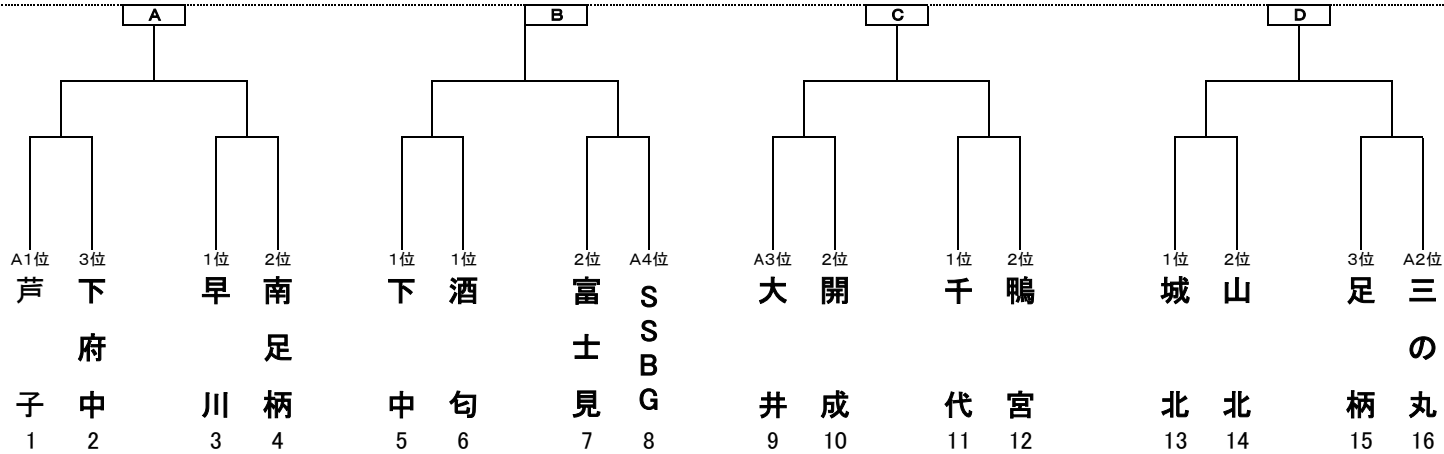 A B C D
A1位 3位 1位 2位 1位 1位 2位 A4位 A3位 2位 1位 2位 1位 2位 3位 A2位
芦子 下府中 早川 南足柄 下中 酒匂 富士見 SSBG 大井 開成 千代 鴨宮 城北 山北 足柄 三の丸
1 2 3 4 5 6 7 8 9 10 11 12 13 14 15 16